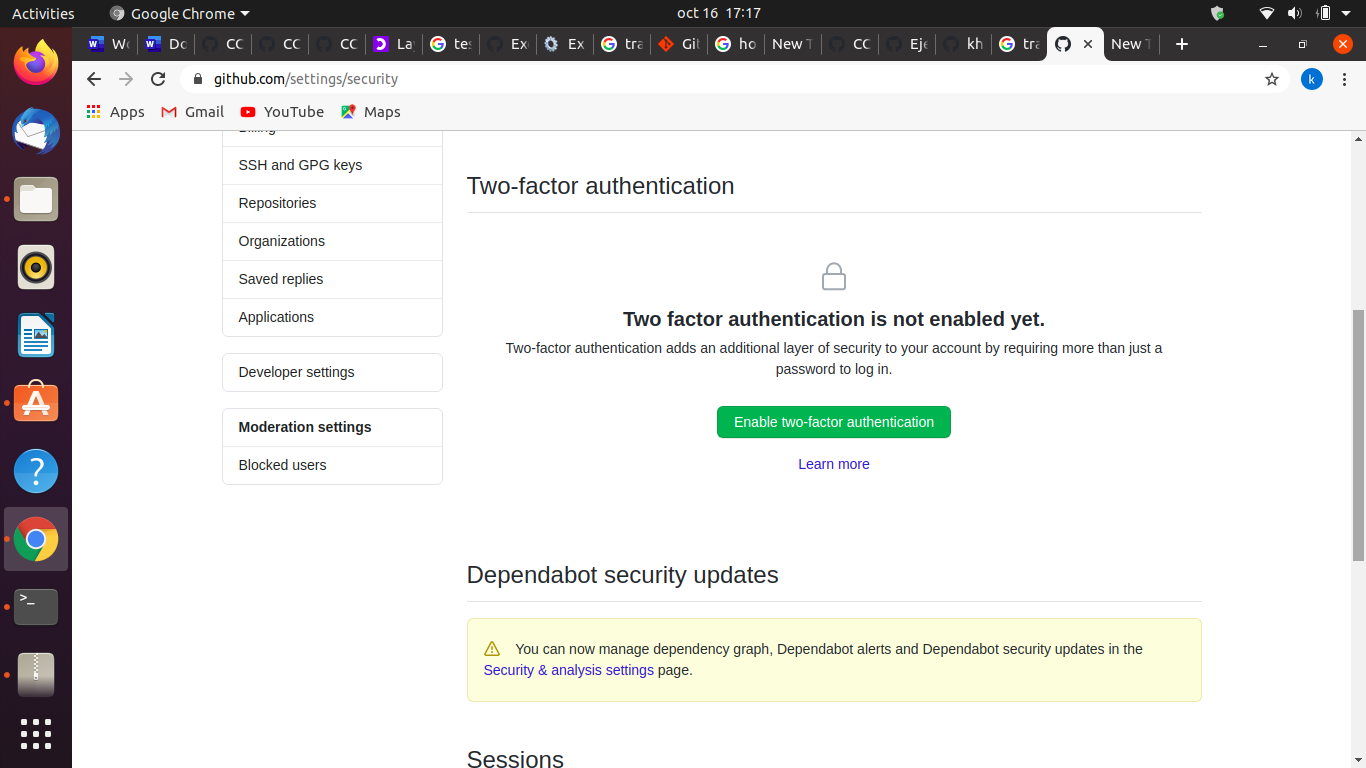 Activities
Google Chrome
oct 16 17:17
Wo
Do
CC
CC
CC
La
tes
Exe
Ex
tra
Git
ho
New T
CC
Eje
kh
tra
New T
github.com/settings/security
k
Apps
Gmail
YouTube
Maps
Billing
SSH and GPG keys
Repositories
Organizations
Saved replies
Applications
Developer settings
Moderation settings
Blocked users
Two-factor authentication
Two factor authentication is not enabled yet.
Two-factor authentication adds an additional layer of security to your account by requiring more than just a
password to log in.
Enable two-factor authentication
Learn more
Dependabot security updates
You can now manage dependency graph, Dependabot alerts and Dependabot security updates in the
Security & analysis settings page.
Sessions